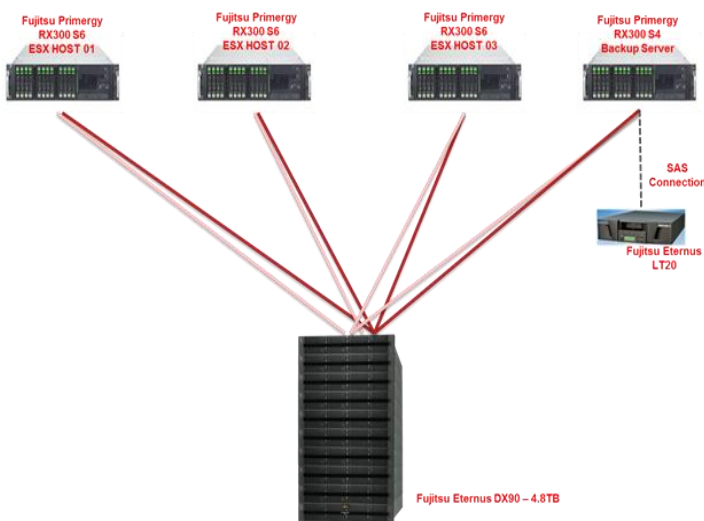 Fujitsu Primergy
RX300 S6
ESX HOST 01
Fujitsu Primergy
RX300 S6
ESX HOST 02
Fujitsu Primergy
RX300 S6
ESX HOST 03
Fujitsu Primergy
RX300 S4
Backup Server
SAS
Connection
Fujitsu Eternus
LT20
Fujitsu Eternus DX90 – 4.8TB